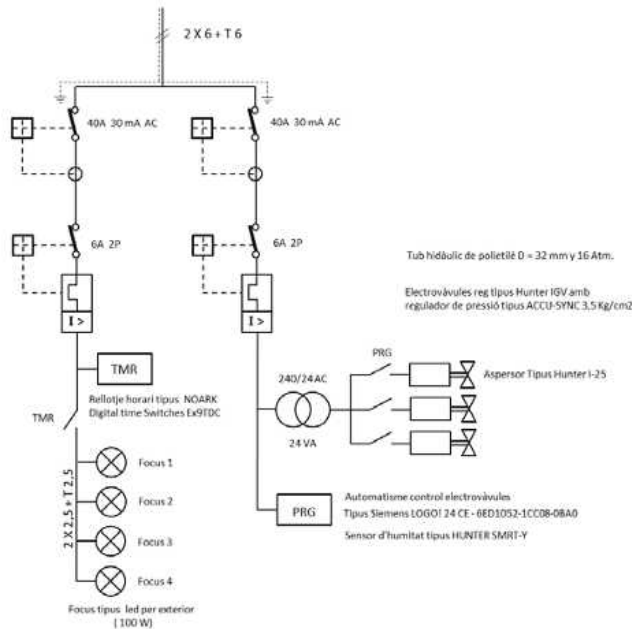 2 X 6 + T 6
40A 30 mA AC
40A 30 mA AC
6A 2P
6A 2P
Tub hidàulic de polietilè D = 32 mm y 16 Atm.
Electrovàvules reg tipus Hunter IGV amb
regulador de pressió tipus ACCU-SYNC 3,5 Kg/cm2
I >
I >
PRG
TMR
240/24 AC
Aspersor Tipus Hunter I-25
Rellotje horari tipus NOARK
Digital time Switches Ex9TDC
TMR
24 VA
Focus 1
2 X 2,5 + T 2,5
Focus 2
Focus 3
Focus 4
PRG
Automatisme control electrovàvules
Tipus Siemens LOGO! 24 CE - 6ED1052-1CC08-0BA0
Sensor d'humitat tipus HUNTER SMRT-Y
Focus tipus led per exterior
( 100 W)